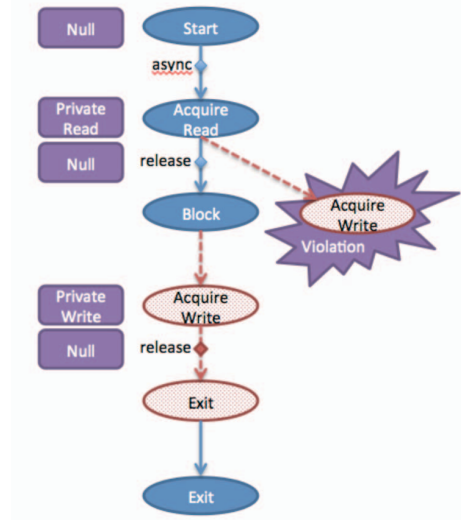 Null
Start
async
Private
Read
Acquire
Read
Null
release
Block
Acquire
Write
Violation
Private
Write
Acquire
Write
Null
release
Exit
Exit